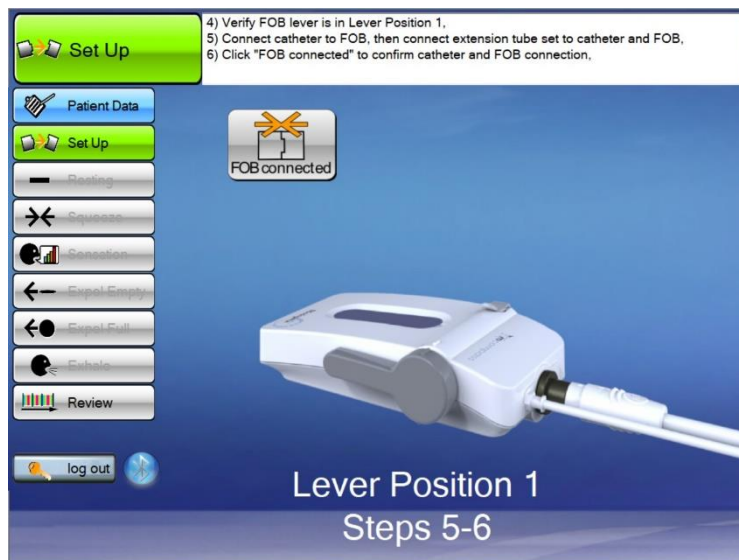 Set Up
4) Verify FOB lever is in Lever Position 1,
5) Connect catheter to FOB, then connect extension tube set to catheter and FOB,
6) Click "FOB connected" to confirm catheter and FOB connection,
Patient Data
Set Up
Resting
Squeeze
Sensation
Expel Empty
Expel Full
Exhale
Review
log out
FOB connected
Lever Position 1
Steps 5-6